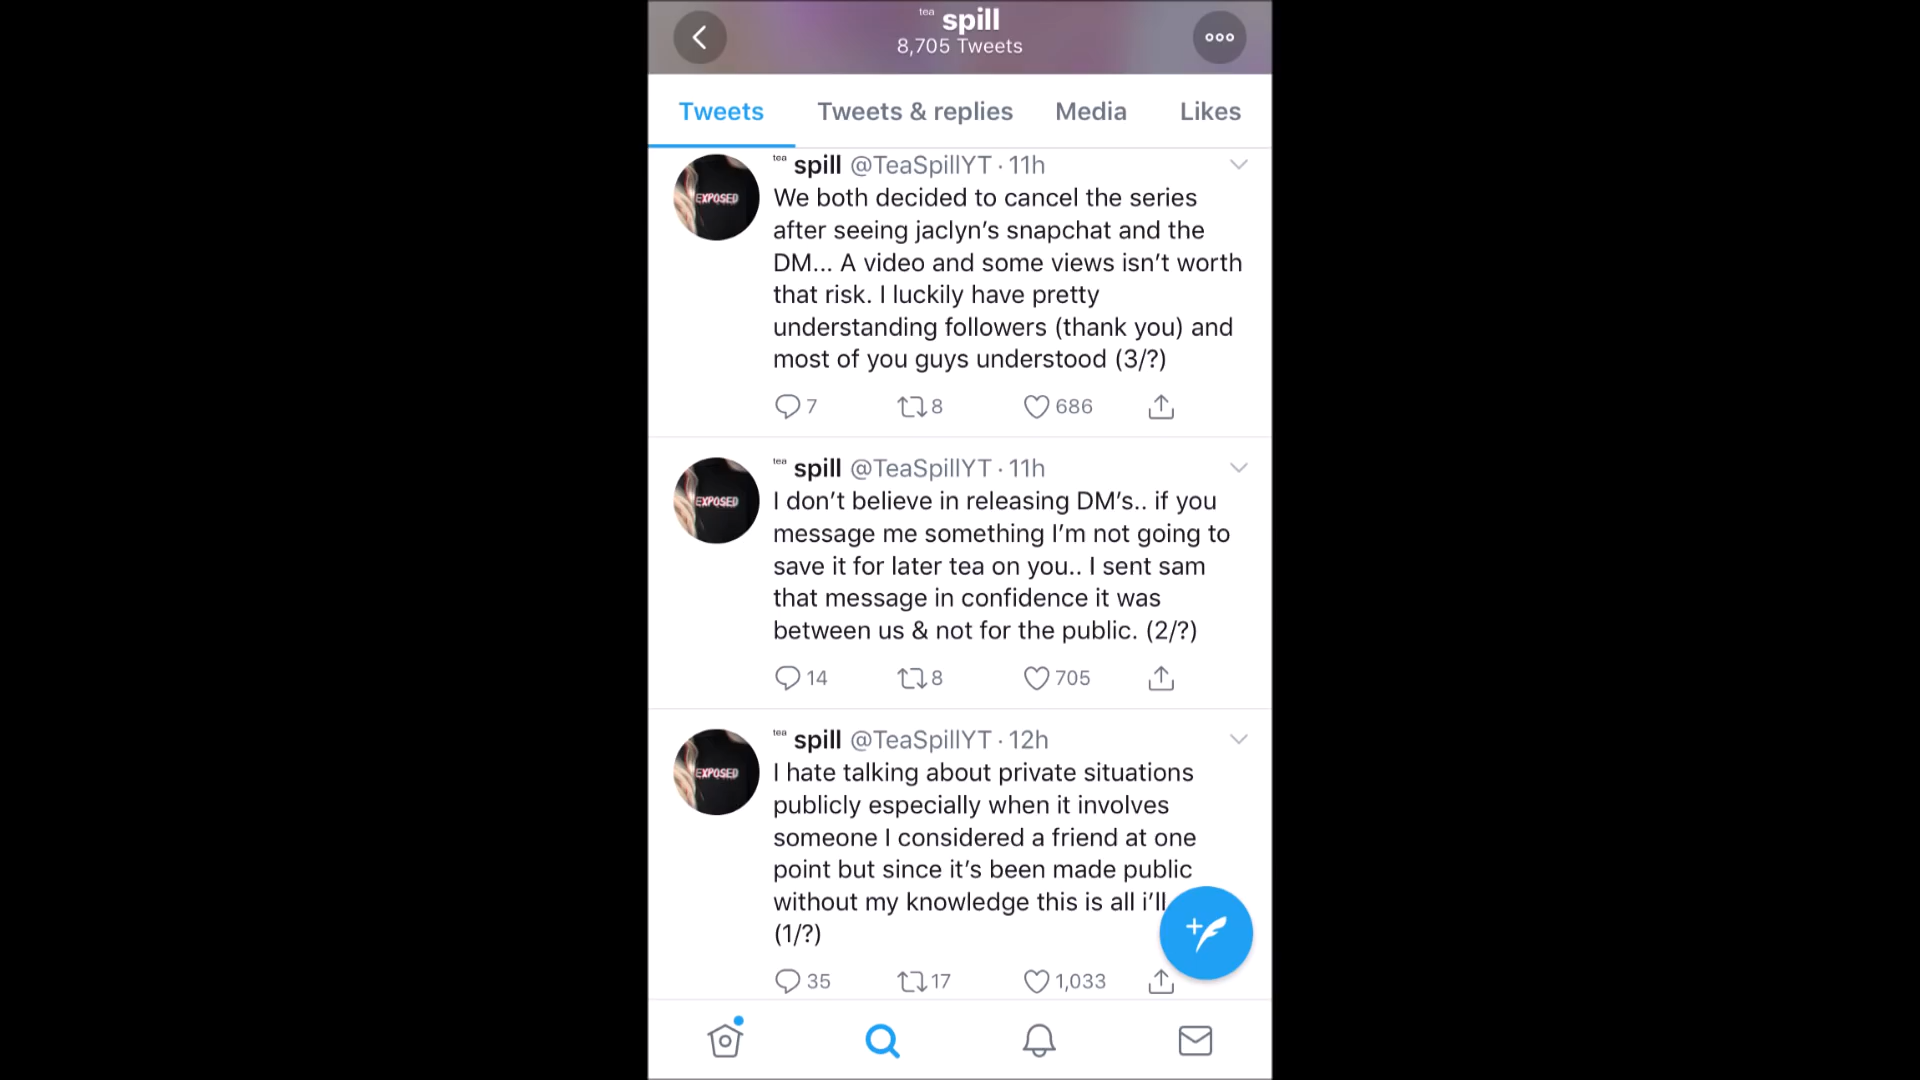 tea spill
8,705 Tweets
Tweets Tweets & replies Media Likes
tea spill @TeaSpillYT · 11h
EXPOSED
We both decided to cancel the series
after seeing jaclyn’s snapchat and the
DM... A video and some views isn’t worth
that risk. I luckily have pretty
understanding followers (thank you) and
most of you guys understood (3/?)
7 8 686
tea spill @TeaSpillYT · 11h
EXPOSED
I don’t believe in releasing DM’s.. if you
message me something I’m not going to
save it for later tea on you.. I sent sam
that message in confidence it was
between us & not for the public. (2/?)
14 8 705
tea spill @TeaSpillYT · 12h
EXPOSED
I hate talking about private situations
publicly especially when it involves
someone I considered a friend at one
point but since it’s been made public
without my knowledge this is all i’ll
(1/?)
35 17 1,033